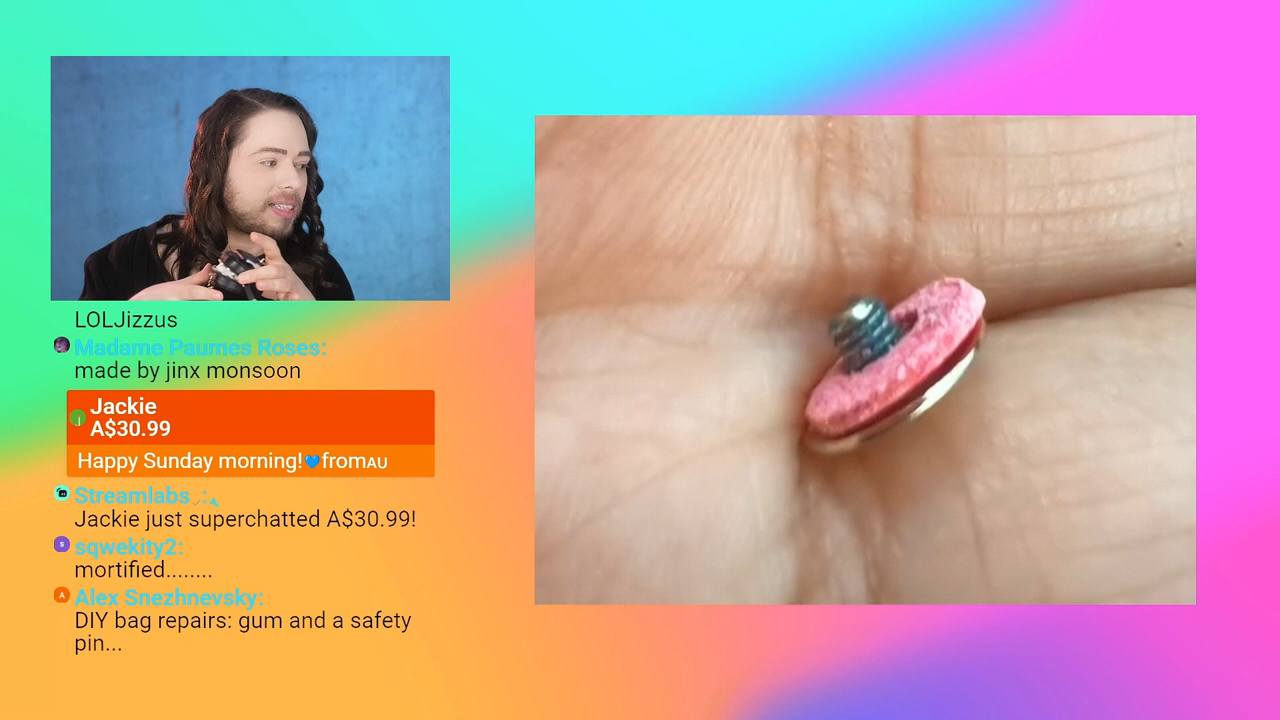 LOLJizzus
Madame Paumes Roses:
made by jinx monsoon
Jackie
A$30.99
Happy Sunday morning!💙fromAU
Streamlabs
Jackie just superchatted A$30.99!
sqwekity2:
mortified........
Alex Snezhnevsky:
DIY bag repairs: gum and a safety
pin...